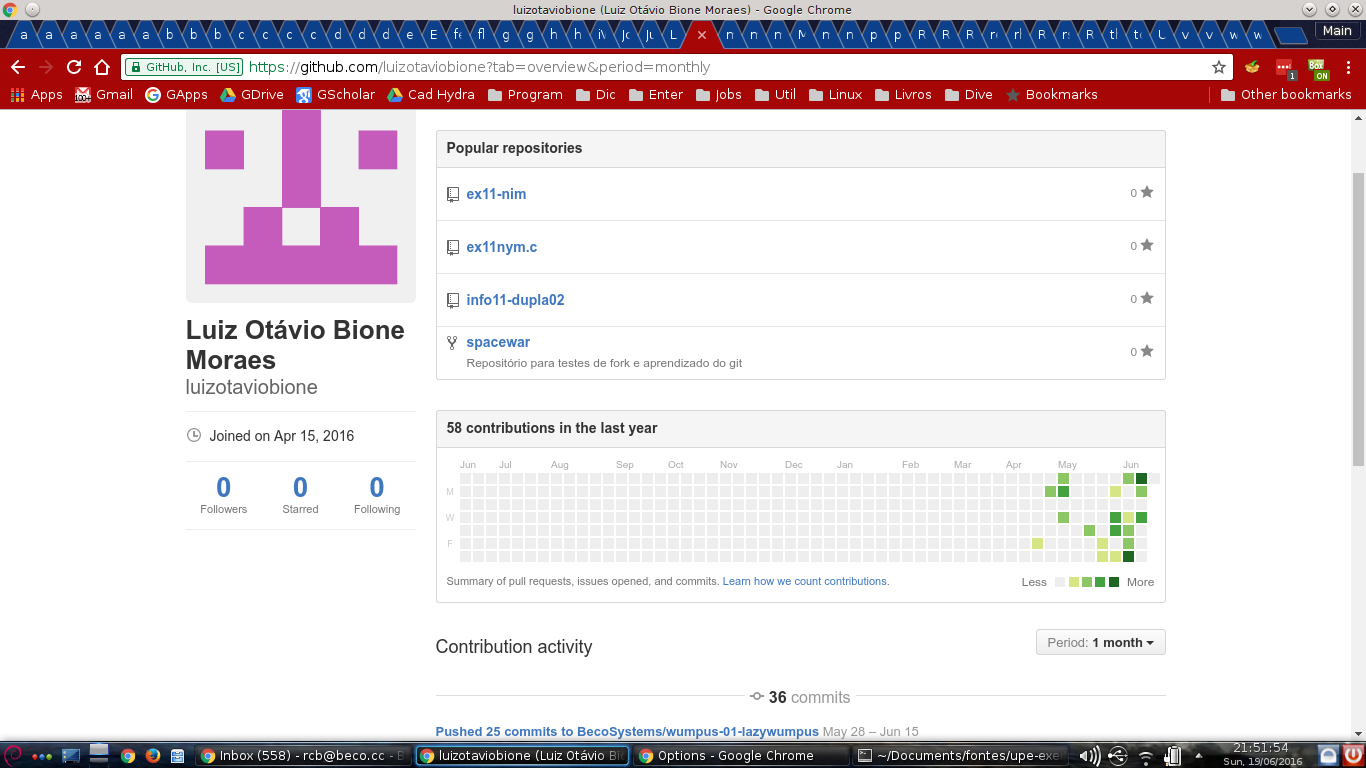 luizotaviobione (Luiz Otávio Bione Moraes) - Google Chrome
a a a a a a b b b c c d d d e E g g h h J L n n n M n n p p R R R R R L v v w w Main
GitHub, Inc. [US] https://github.com/luizotaviobione?tab=overview&period=monthly 1 ON
Apps 100+ Gmail GApps GDrive GScholar Cad Hydra Program Dic Enter Jobs Util Linux Livros Dive Bookmarks Other bookmarks
Popular repositories
ex11-nim 0
ex11nym.c 0
info11-dupla02 0
spacewar 0
Repositório para testes de fork e aprendizado do git
Luiz Otávio Bione
Moraes
luizotaviobione
Joined on Apr 15, 2016
0 0 0
Followers Starred Following
58 contributions in the last year
Jun Jul Aug Sep Oct Nov Dec Jan Feb Mar Apr May Jun
M
W
F
Summary of pull requests, issues opened, and commits. Learn how we count contributions. Less More
Contribution activity Period: 1 month
36 commits
Pushed 25 commits to BecoSystems/wumpus-01-lazywumpus May 28 – Jun 15
Inbox (558) - rcb@beco.cc - luizotaviobione (Luiz Otávio Options - Google Chrome ~/Documents/fontes/upe-exe 21:51:54
Sun, 19/06/2016